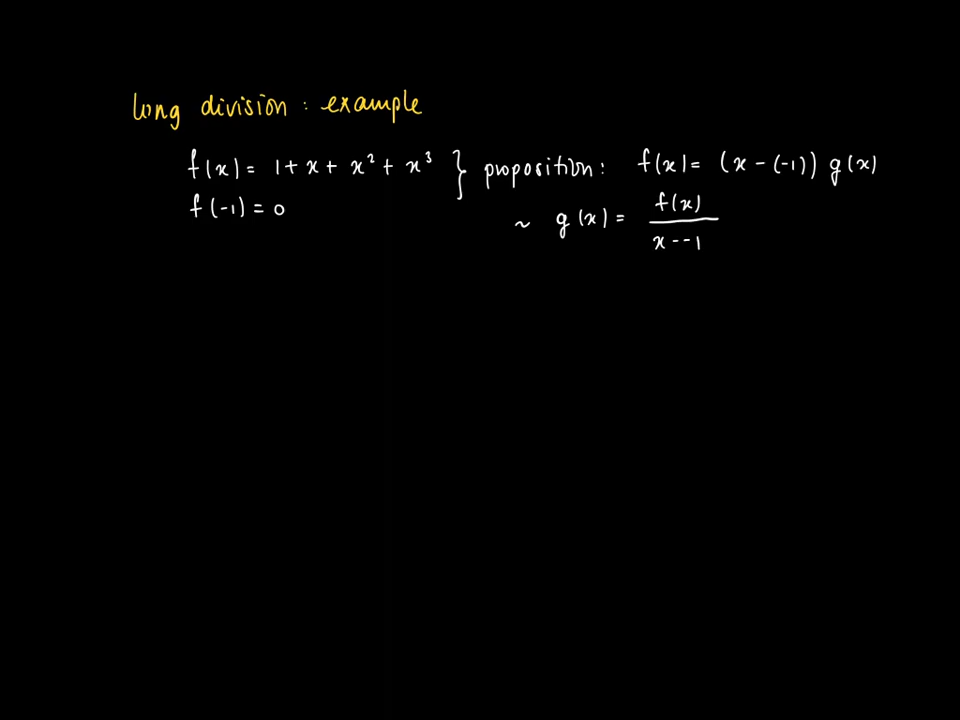 long division : example
f(x) = 1 + x + x² + x³ } proposition: f(x) = (x - (-1)) g(x)
f(-1) = 0
~ g(x) = f(x) / x - -1